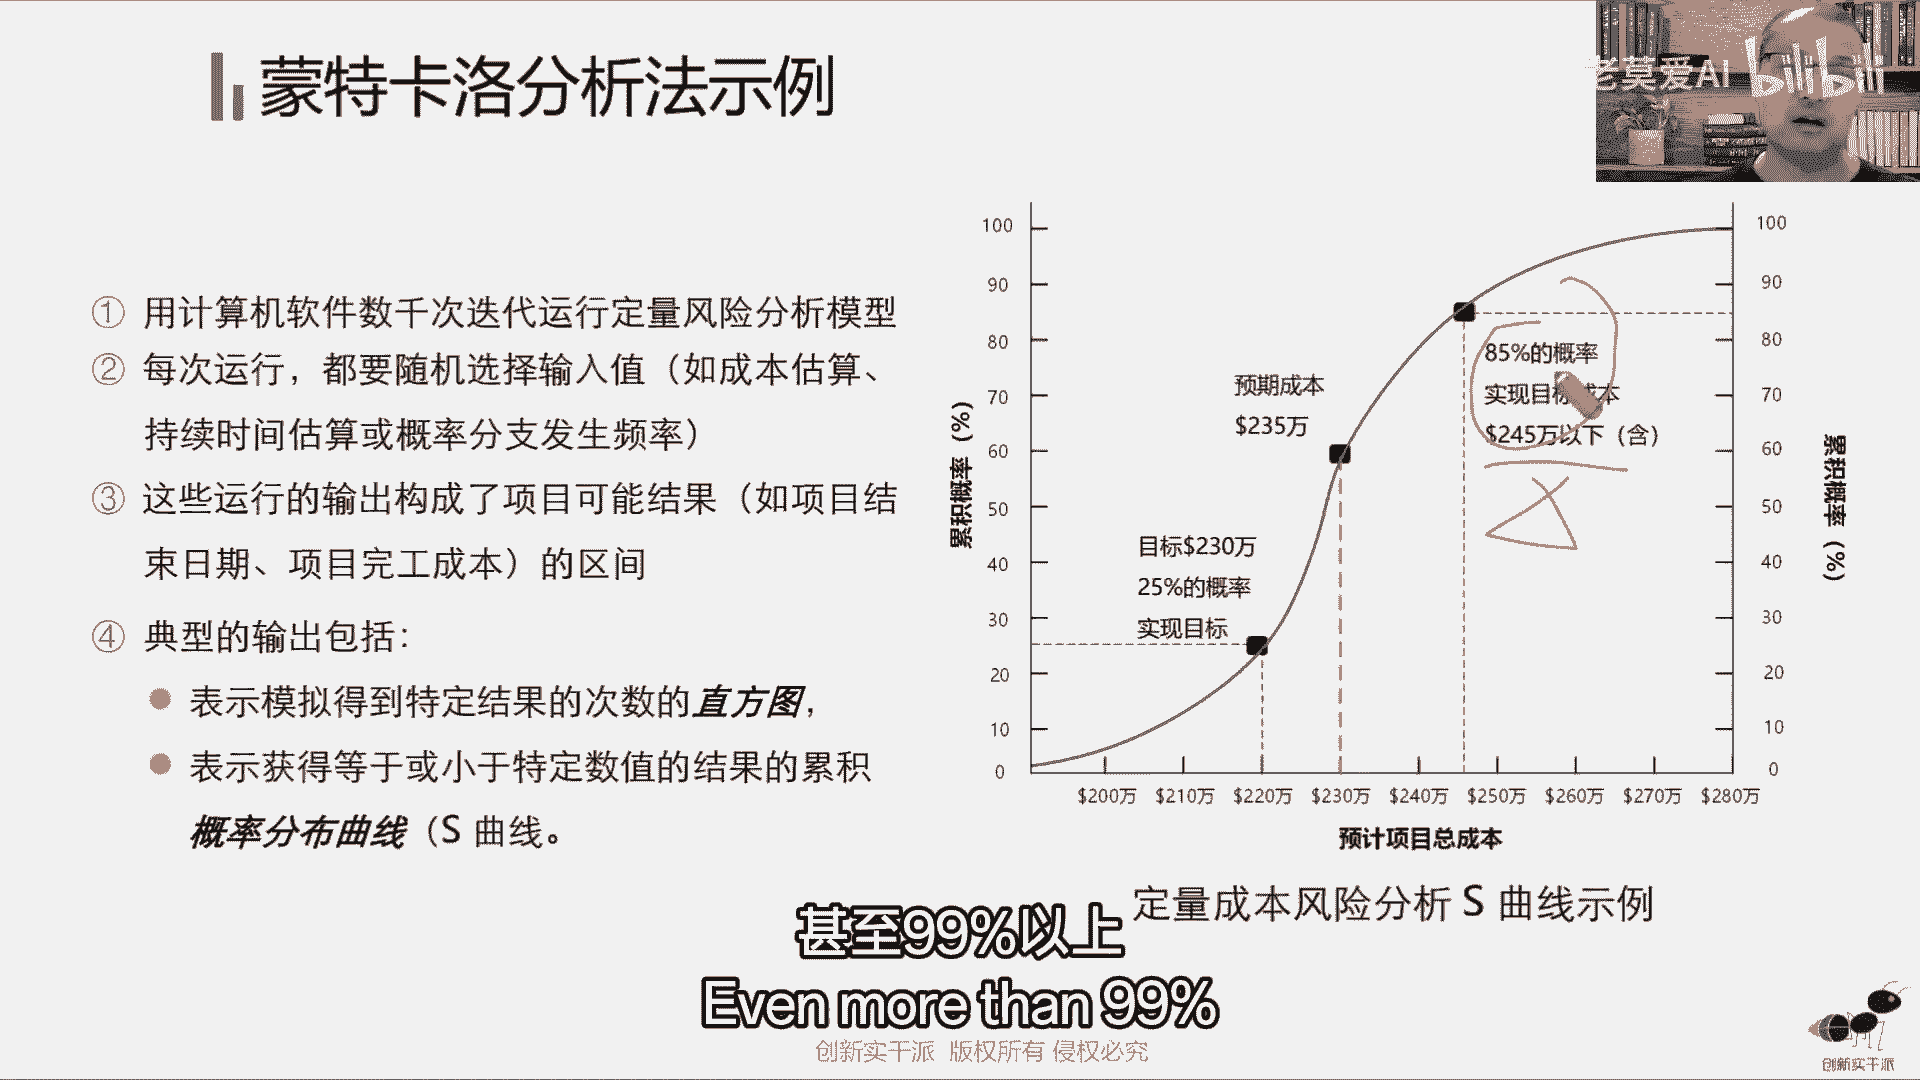 蒙特卡洛分析法示例
老莫爱AI bilibili
① 用计算机软件数千次迭代运行定量风险分析模型
② 每次运行，都要随机选择输入值（如成本估算、
持续时间估算或概率分支发生频率）
③ 这些运行的输出构成了项目可能结果（如项目结
束日期、项目完工成本）的区间
④ 典型的输出包括：
表示模拟得到特定结果的次数的直方图，
表示获得等于或小于特定数值的结果的累积
概率分布曲线（S 曲线。
累积概率（%）
100
90
80
70
60
50
40
30
20
10
0
预期成本
$235万
目标$230万
25%的概率
实现目标
85%的概率
实现目标成本
$245万以下（含）
100
90
80
70
60
50
40
30
20
10
0
累积概率（%）
$200万 $210万 $220万 $230万 $240万 $250万 $260万 $270万 $280万
预计项目总成本
定量成本风险分析 S 曲线示例
甚至99%以上
Even more than 99%
创新实干派 版权所有 侵权必究
创新实干派